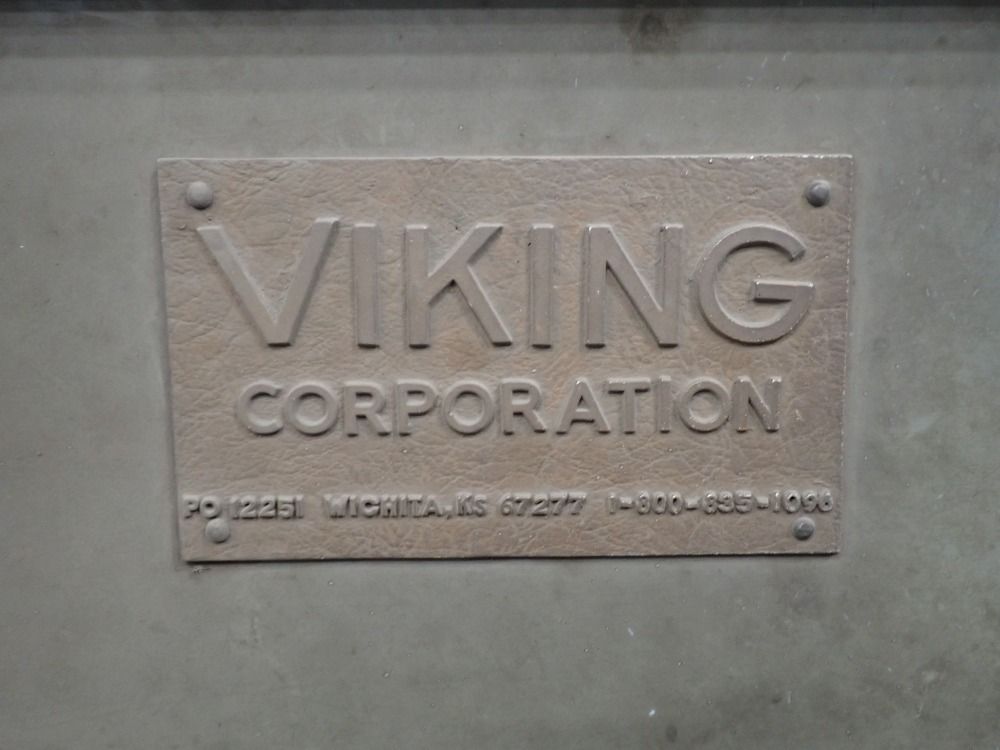 VIKING
CORPORATION
PO 12251 WICHITA, KS 67277 1-800-835-1096